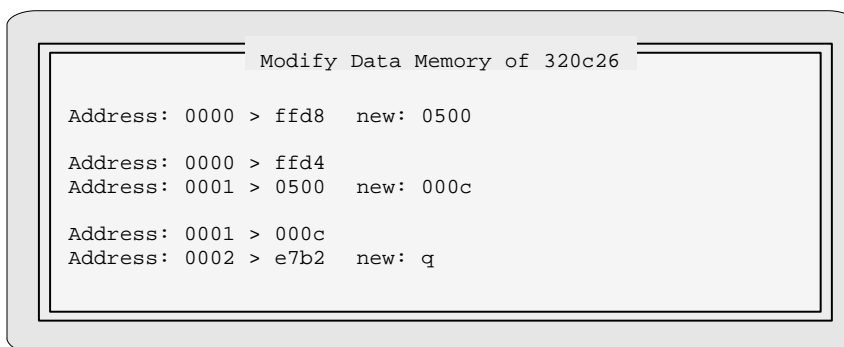 Modify Data Memory of 320c26
Address: 0000 > ffd8 new: 0500
Address: 0000 > ffd4
Address: 0001 > 0500 new: 000c
Address: 0001 > 000c
Address: 0002 > e7b2 new: q